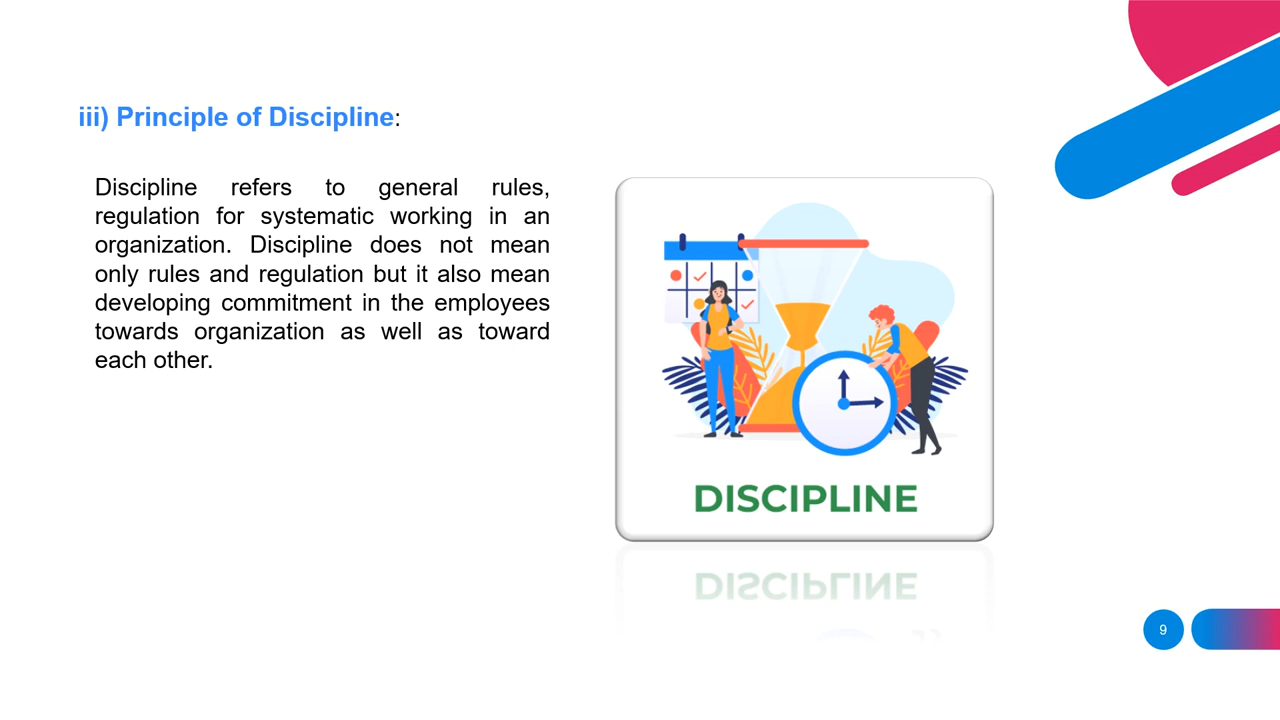 iii) Principle of Discipline:
Discipline refers to general rules,
regulation for systematic working in an
organization. Discipline does not mean
only rules and regulation but it also mean
developing commitment in the employees
towards organization as well as toward
each other.
DISCIPLINE
9